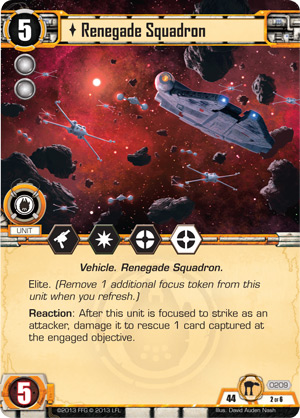 5
Renegade Squadron
UNIT
Vehicle. Renegade Squadron.
Elite. (Remove 1 additional focus token from this
unit when you refresh.)
Reaction: After this unit is focused to strike as an
attacker, damage it to rescue 1 card captured at
the engaged objective.
5
©2013 FFG © 2013 LFL
44
2 of 6
0209
Illus. David Auden Nash